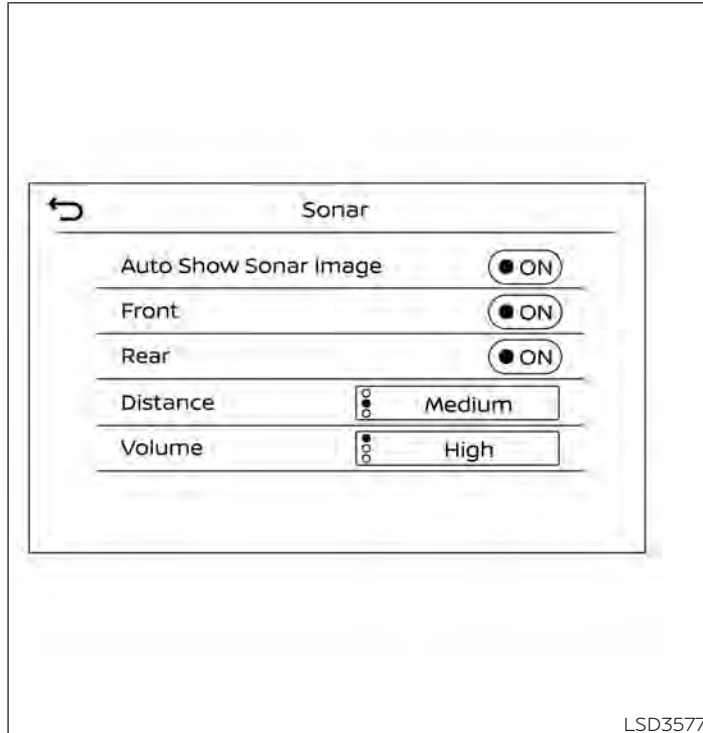 Sonar
Auto Show Sonar Image ON
Front ON
Rear ON
Distance Medium
Volume High
LSD3577